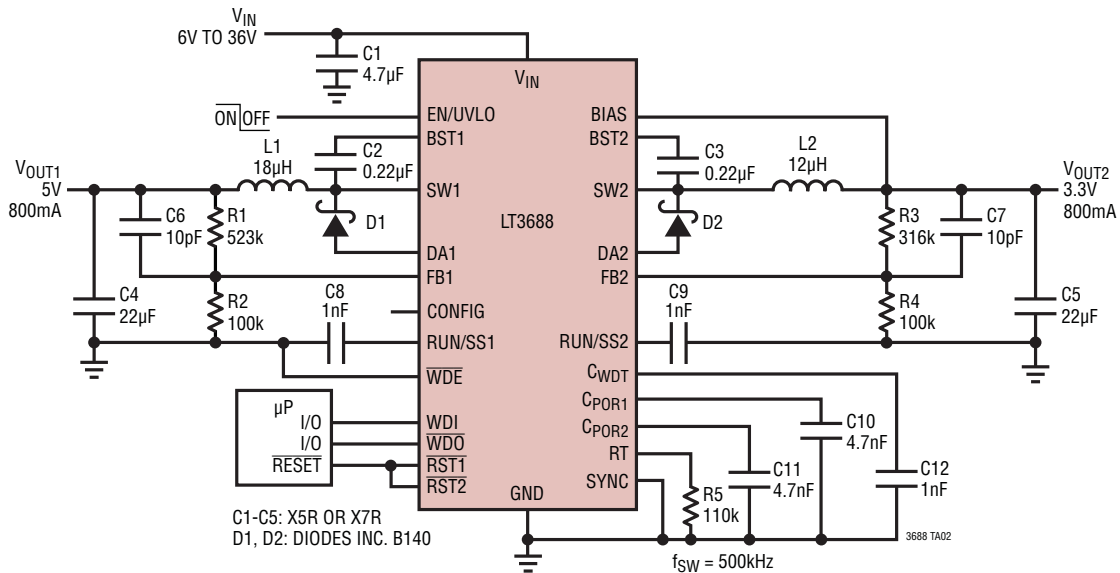 VIN
6V TO 36V
C1
4.7µF
VIN
ON OFF
EN/UVLO
BIAS
BST1
BST2
L1
18µH
C2
0.22µF
C3
0.22µF
L2
12µH
VOUT1
5V
800mA
SW1
SW2
VOUT2
3.3V
800mA
C6
10pF
R1
523k
D1
LT3688
D2
R3
316k
C7
10pF
DA1
DA2
FB1
FB2
C4
22µF
R2
100k
C8
1nF
CONFIG
C9
1nF
R4
100k
C5
22µF
RUN/SS1
RUN/SS2
WDE
CWDT
µP
CPOR1
I/O
WDI
CPOR2
C10
4.7nF
I/O
WDO
RT
RESET
RST1
C11
4.7nF
C12
1nF
RST2
SYNC
GND
R5
110k
C1-C5: X5R OR X7R
D1, D2: DIODES INC. B140
3688 TA02
fSW = 500kHz